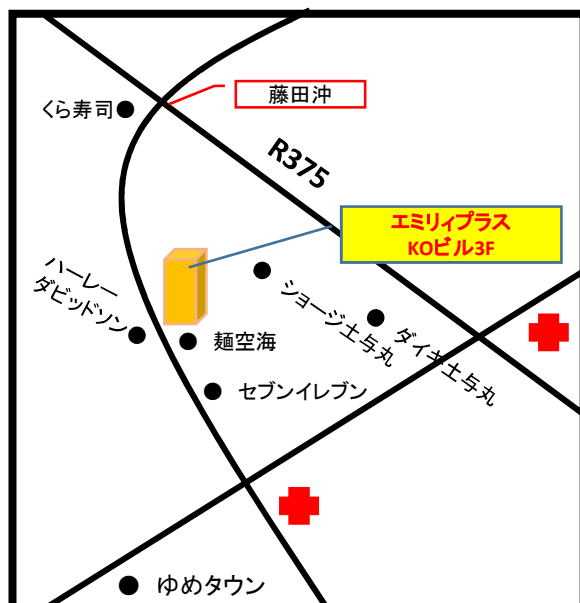 藤田沖
くら寿司
R375
エミリィプラス
KOビル3F
ハーレー
ダビッドソン
ショージ土与丸
ダイキ土与丸
麺空海
セブンイレブン
ゆめタウン